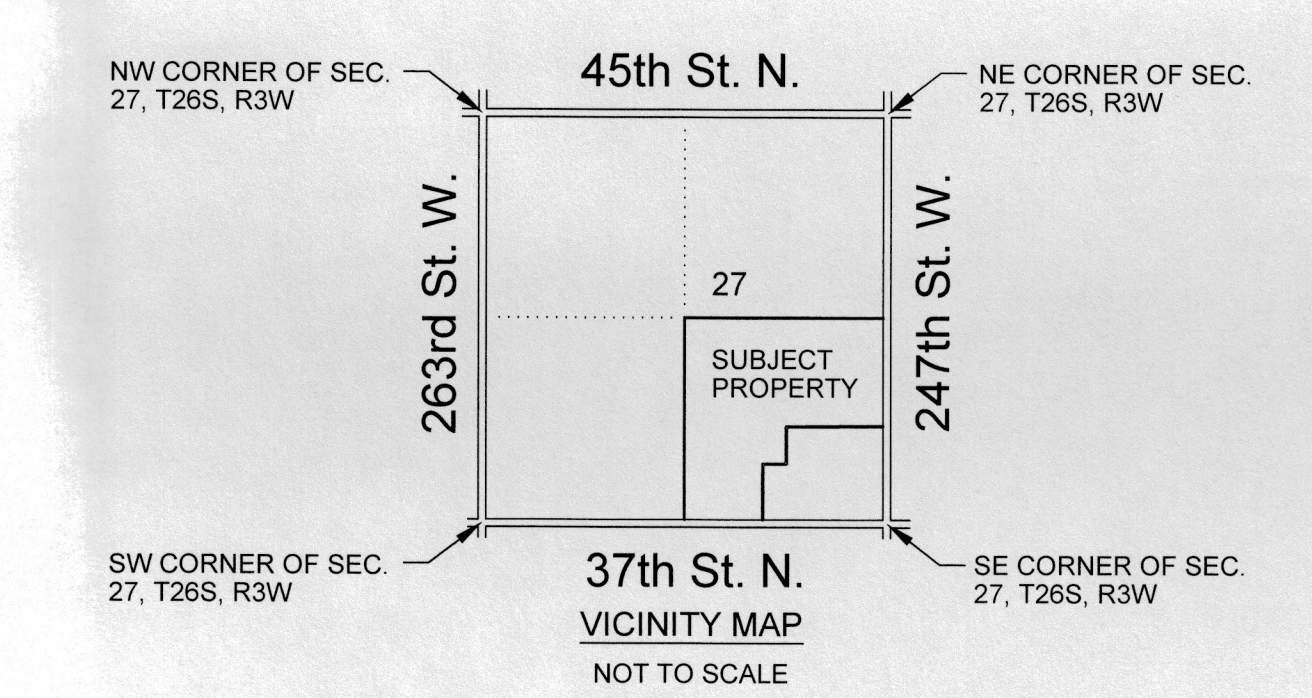 45th St. N.
NW CORNER OF SEC.
27, T26S, R3W
NE CORNER OF SEC.
27, T26S, R3W
263rd St. W.
247th St. W.
27
SUBJECT
PROPERTY
SW CORNER OF SEC.
27, T26S, R3W
37th St. N.
SE CORNER OF SEC.
27, T26S, R3W
VICINITY MAP
NOT TO SCALE